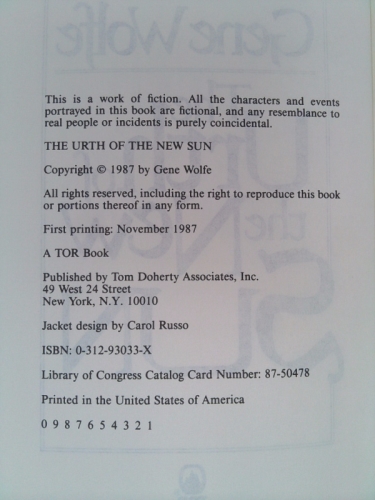 Gene Wolfe
This is a work of fiction. All the characters and events
portrayed in this book are fictional, and any resemblance to
real people or incidents is purely coincidental.
THE URTH OF THE NEW SUN
Copyright © 1987 by Gene Wolfe
All rights reserved, including the right to reproduce this book
or portions thereof in any form.
First printing: November 1987
A TOR Book
Published by Tom Doherty Associates, Inc.
49 West 24 Street
New York, N.Y. 10010
Jacket design by Carol Russo
ISBN: 0-312-93033-X
Library of Congress Catalog Card Number: 87-50478
Printed in the United States of America
0 9 8 7 6 5 4 3 2 1